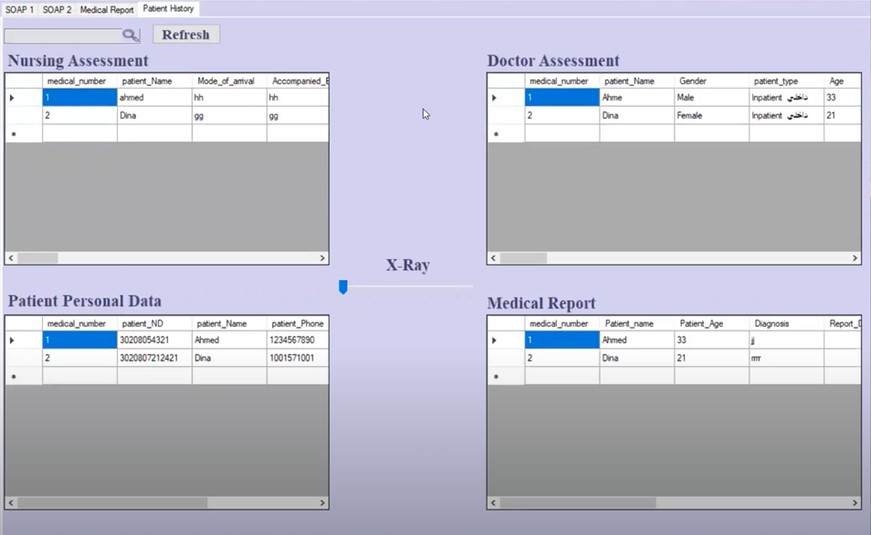 SOAP 1 SOAP 2 Medical Report Patient History
Refresh
Nursing Assessment
medical_number patient_Name Mode_of_arrival Accompanied_E
1 ahmed hh hh
2 Dina gg gg
Doctor Assessment
medical_number patient_Name Gender patient_type Age
1 Ahme Male Inpatient داخلي 33
2 Dina Female Inpatient داخلي 21
X-Ray
Patient Personal Data
medical_number patient_ND patient_Name patient_Phone
1 30208054321 Ahmed 1234567890
2 3020807212421 Dina 1001571001
Medical Report
medical_number Patient_name Patient_Age Diagnosis Report_D
1 Ahmed 33 jj
2 Dina 21